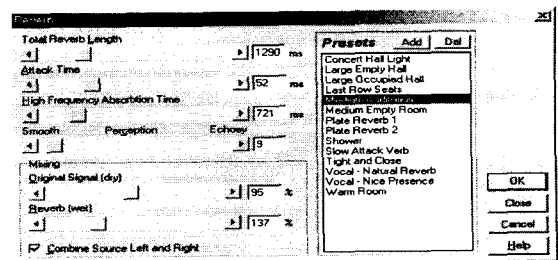 Reverb
Total Reverb Length
1290 ms
Attack Time
52 ms
High Frequency Absorbtion Time
721 ms
Smooth Perception Echoey
9
Mixing
Original Signal (dry)
95 %
Reverb (wet)
137 %
Combine Source Left and Right
Presets Add Del
Concert Hall Light
Large Empty Hall
Large Occupied Hall
Last Row Seats
Medium Empty Room
Plate Reverb 1
Plate Reverb 2
Shower
Slow Attack Verb
Tight and Close
Vocal - Natural Reverb
Vocal - Nice Presence
Warm Room
OK
Close
Cancel
Help